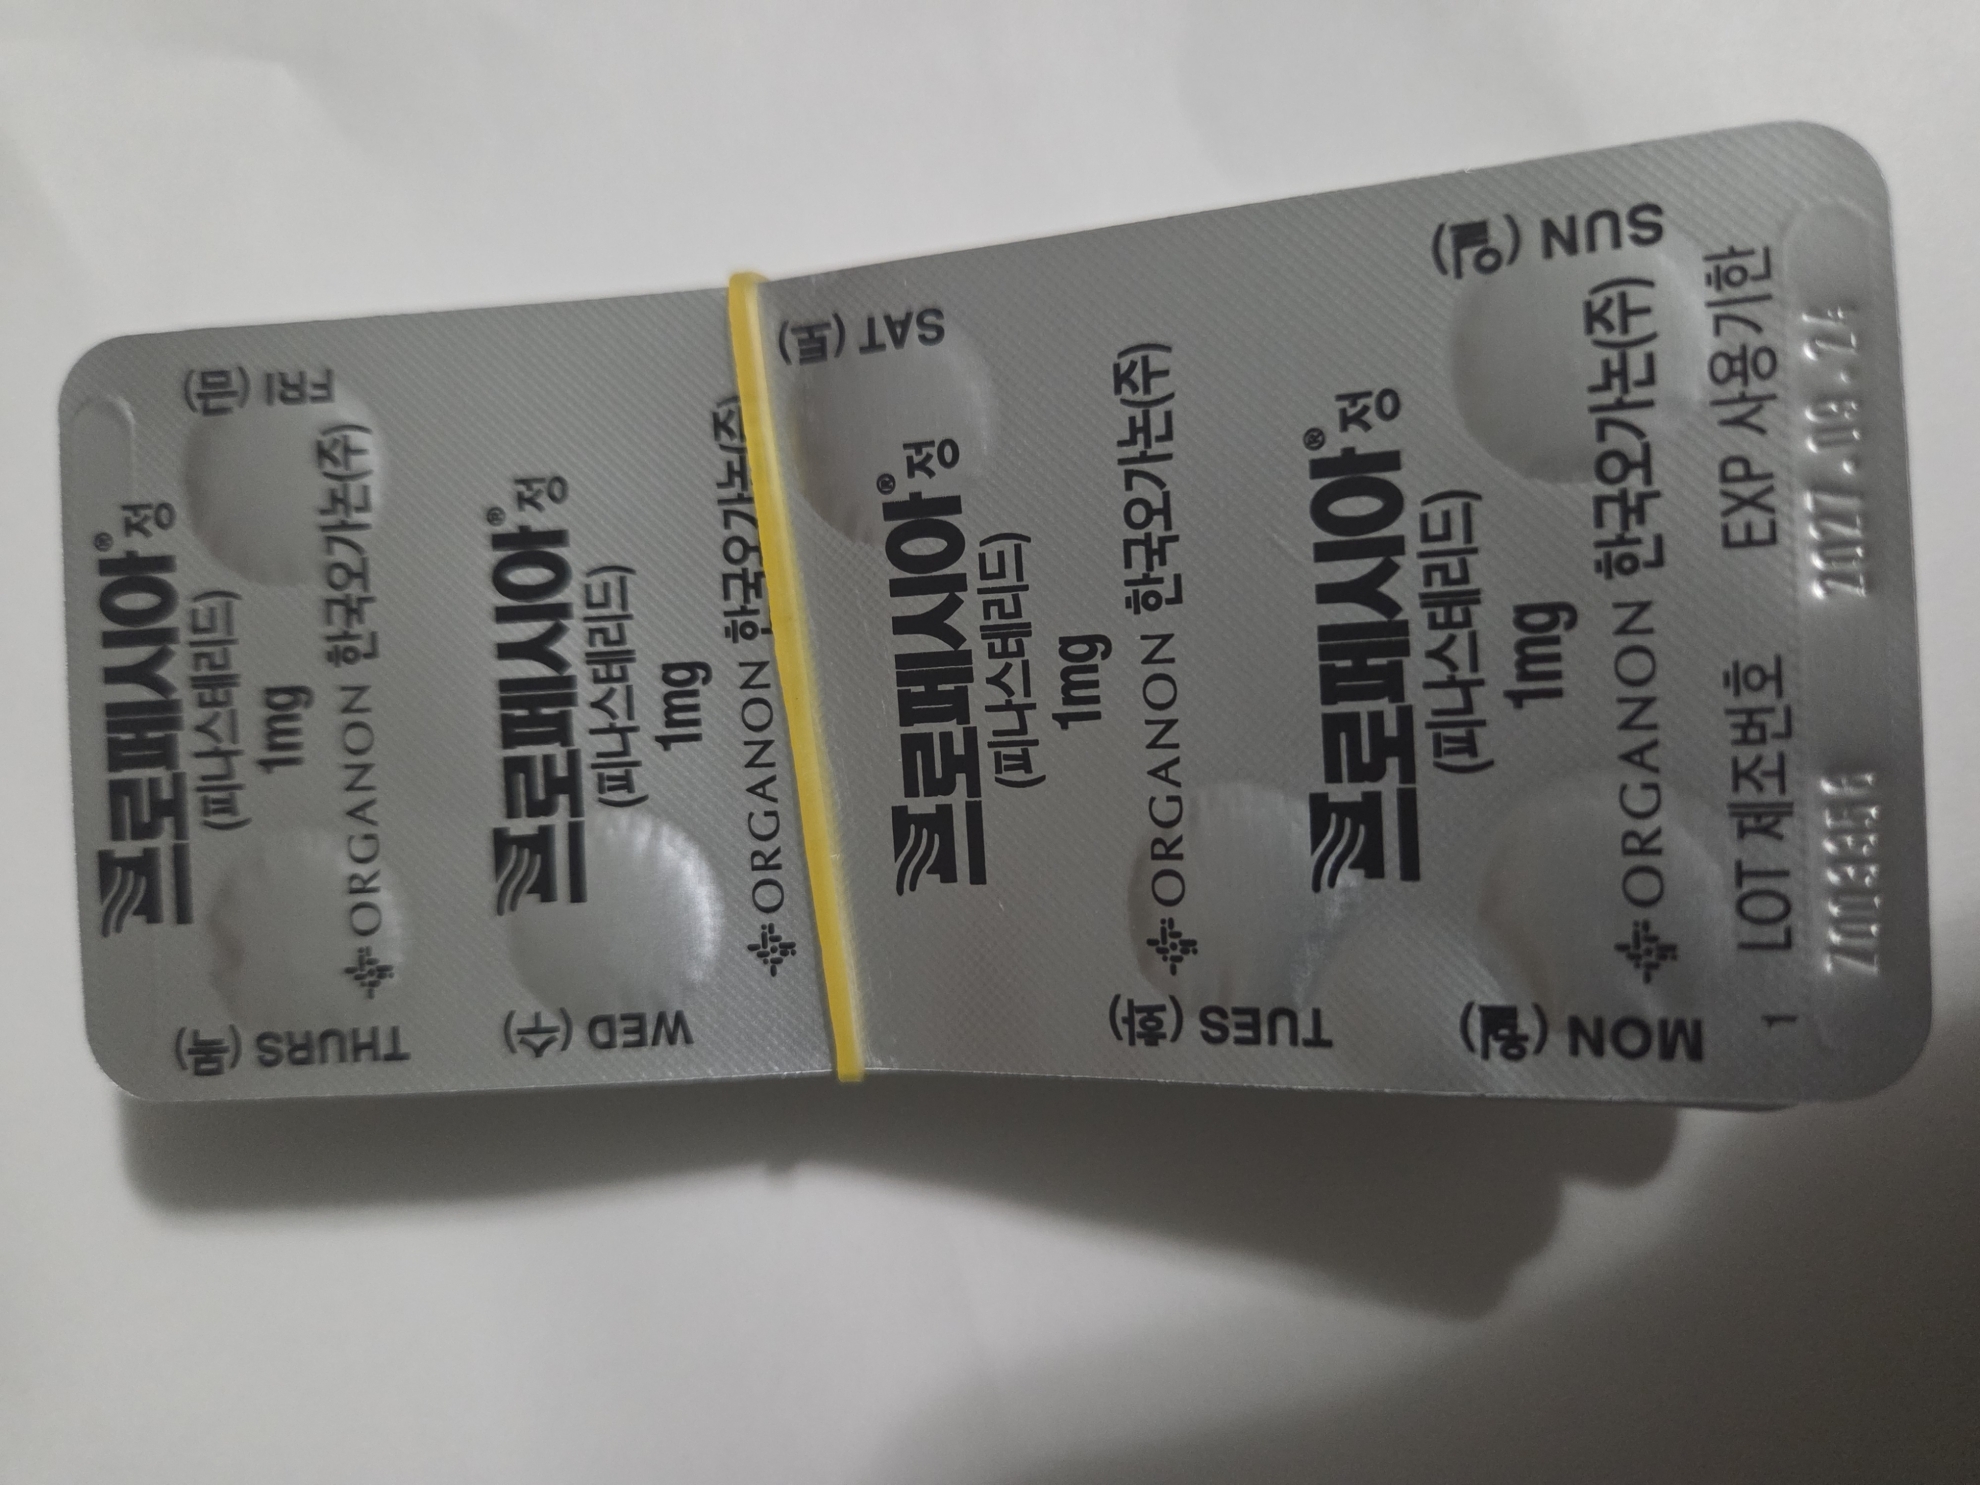 프로페시아® 정
(피나스테리드)
1mg
ORGANON 한국오가논(주)
THURS (목)
FRI (금)
프로페시아® 정
(피나스테리드)
1mg
ORGANON 한국오가논(주)
WED (수)
SAT (토)
프로페시아® 정
(피나스테리드)
1mg
ORGANON 한국오가논(주)
TUES (화)
프로페시아® 정
(피나스테리드)
1mg
ORGANON 한국오가논(주)
MON (월)
SUN (일)
1 LOT 제조번호 EXP 사용기한
2027.09.24